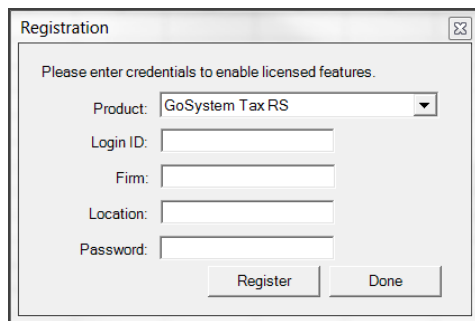 Registration
Please enter credentials to enable licensed features.
Product: GoSystem Tax RS
Login ID:
Firm:
Location:
Password:
Register Done